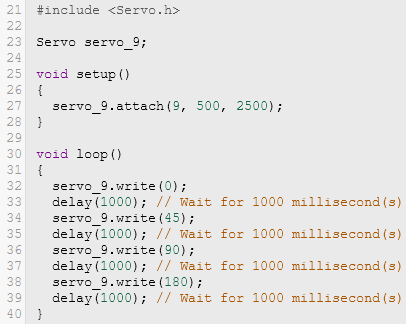 21 #include <Servo.h>
22
23 Servo servo_9;
24
25 void setup()
26 {
27   servo_9.attach(9, 500, 2500);
28 }
29
30 void loop()
31 {
32   servo_9.write(0);
33   delay(1000); // Wait for 1000 millisecond(s)
34   servo_9.write(45);
35   delay(1000); // Wait for 1000 millisecond(s)
36   servo_9.write(90);
37   delay(1000); // Wait for 1000 millisecond(s)
38   servo_9.write(180);
39   delay(1000); // Wait for 1000 millisecond(s)
40 }